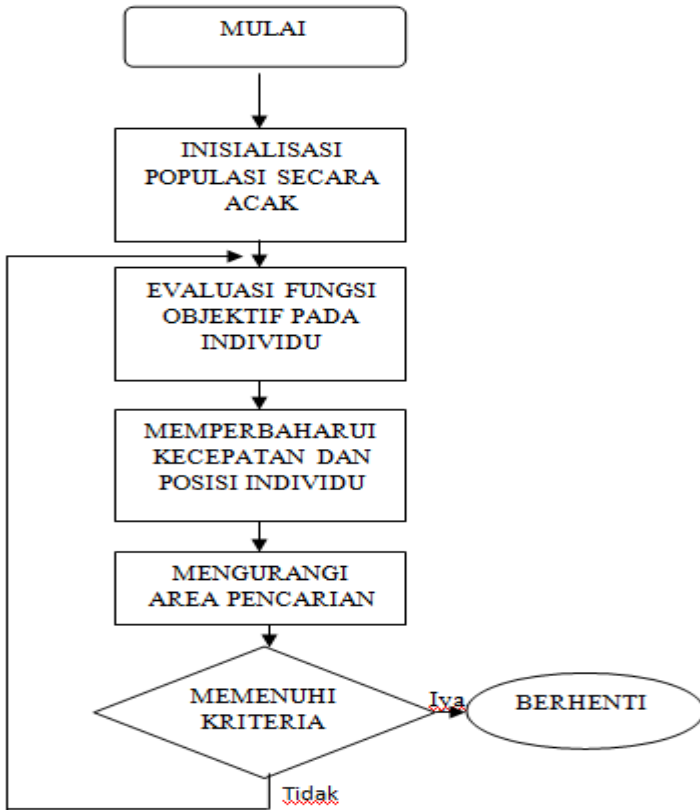 MULAI
INISIALISASI
POPULASI SECARA
ACAK
EVALUASI FUNGSI
OBJEKTIF PADA
INDIVIDU
MEMPERBAHARUI
KECEPATAN DAN
POSISI INDIVIDU
MENGURANGI
AREA PENCARIAN
MEMENUHI
KRITERIA
Iya
BERHENTI
Tidak